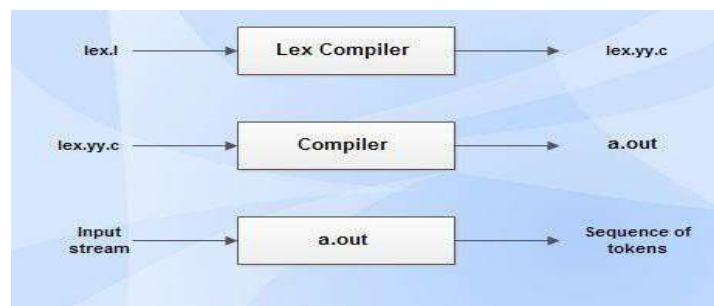 lex.l
Lex Compiler
lex.yy.c
lex.yy.c
Compiler
a.out
Input
stream
a.out
Sequence of
tokens